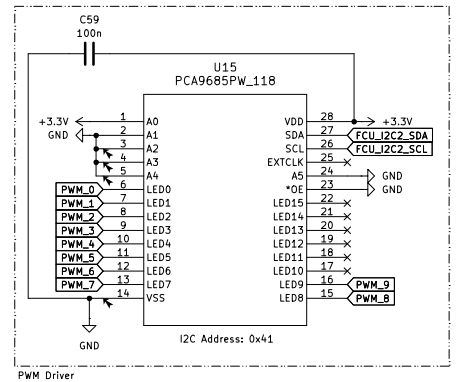 C59
100n
U15
PCA9685PW_118
+3.3V 1 A0 VDD 28 +3.3V
GND 2 A1 SDA 27 FCU_I2C2_SDA
3 A2 SCL 26 FCU_I2C2_SCL
4 A3 EXTCLK 25
5 A4 A5 24 GND
PWM_0 6 LED0 *OE 23 GND
PWM_1 7 LED1 LED15 22
PWM_2 8 LED2 LED14 21
PWM_3 9 LED3 LED13 20
PWM_4 10 LED4 LED12 19
PWM_5 11 LED5 LED11 18
PWM_6 12 LED6 LED10 17
PWM_7 13 LED7 LED9 16 PWM_9
14 VSS LED8 15 PWM_8
GND
I2C Address: 0x41
PWM Driver